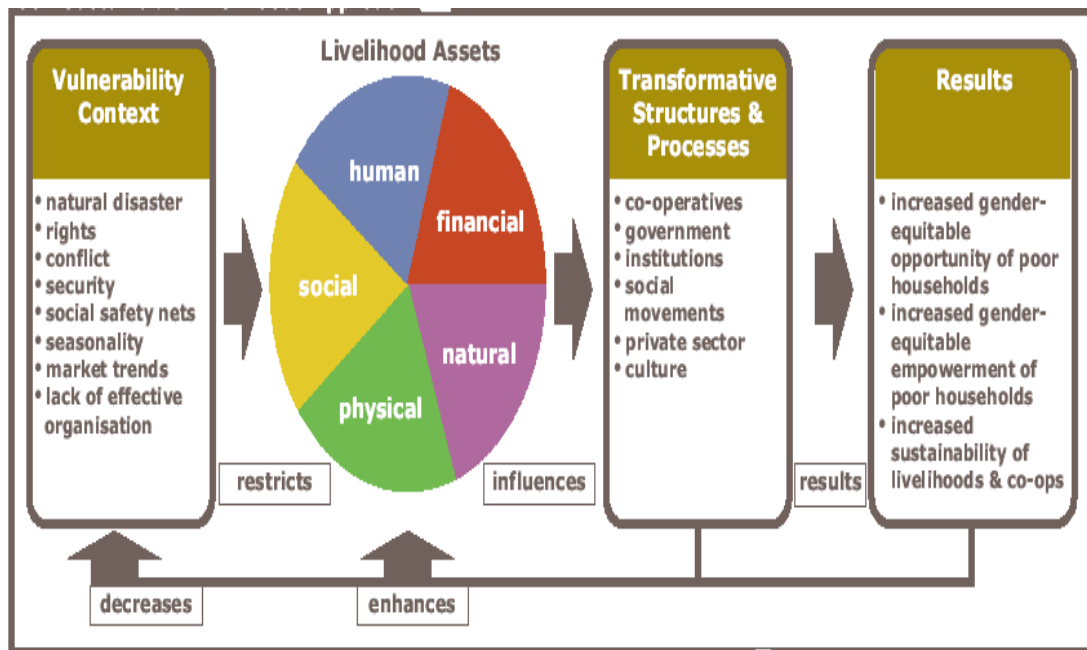 Vulnerability
Context
• natural disaster
• rights
• conflict
• security
• social safety nets
• seasonality
• market trends
• lack of effective
organisation
restricts
Livelihood Assets
human
financial
social
natural
physical
influences
Transformative
Structures &
Processes
• co-operatives
• government
• institutions
• social
movements
• private sector
• culture
results
Results
• increased gender-
equitable
opportunity of poor
households
• increased gender-
equitable
empowerment of
poor households
• increased
sustainability of
livelihoods & co-ops
decreases
enhances